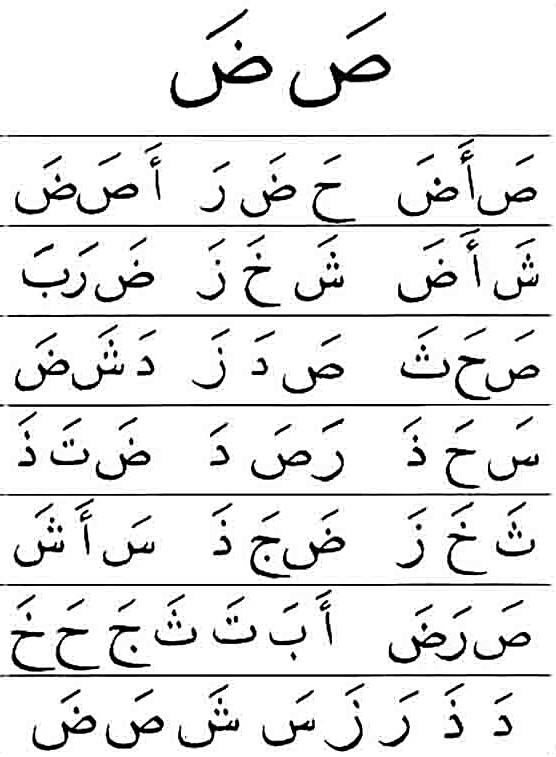 صَ ضَ
صَ أَ ضَ حَ ضَ رَ أَ صَ ضَ
شَ أَ ضَ شَ خَ زَ ضَ رَ بَ
صَ حَ ثَ صَ دَ زَ دَ شَ ضَ
سَ حَ ذَ رَ صَ دَ ضَ تَ ذَ
ثَ خَ زَ ضَ جَ ذَ سَ أَ شَ
صَ رَ ضَ أَ بَ تَ ثَ جَ حَ خَ
دَ ذَ رَ زَ سَ شَ صَ ضَ